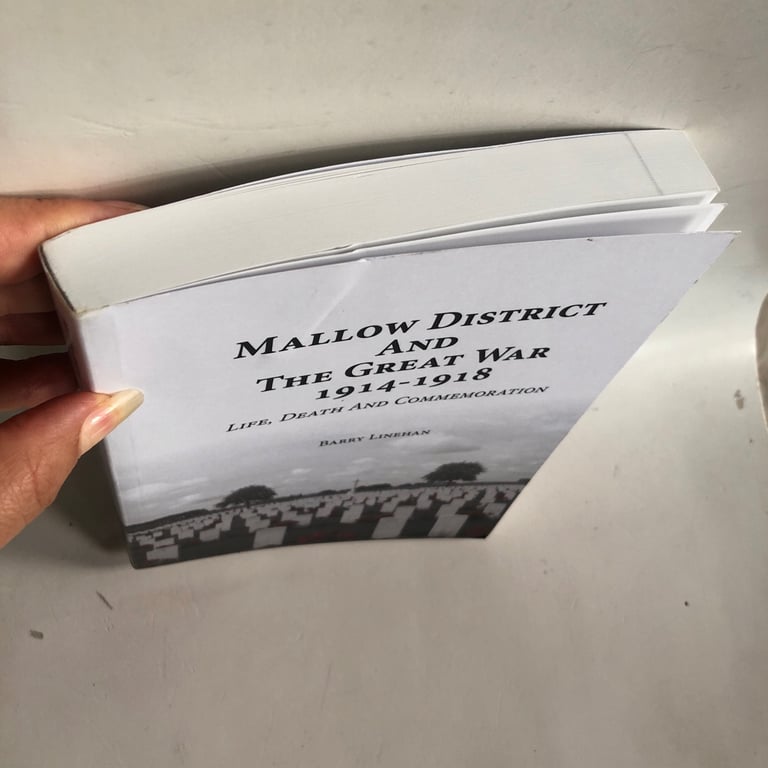 MALLOW DISTRICT
AND
THE GREAT WAR
1914-1918
LIFE, DEATH AND COMMEMORATION
BARRY LINEHAN